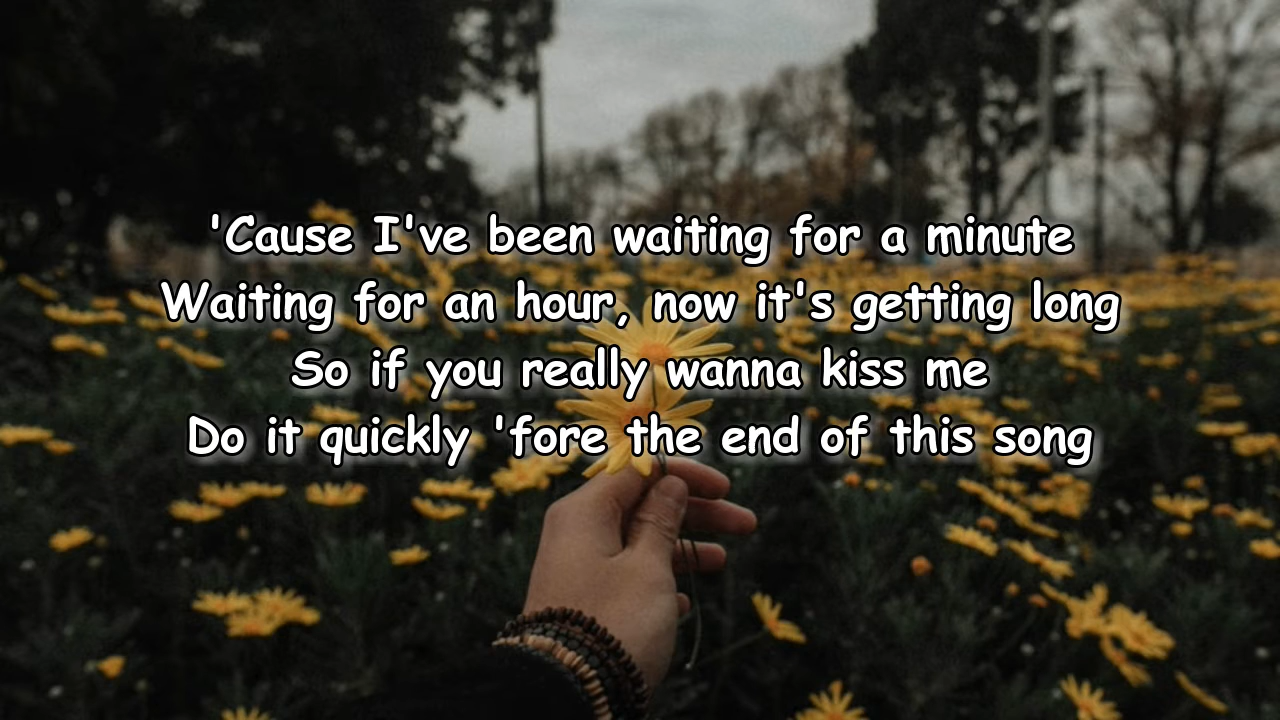 'Cause I've been waiting for a minute
Waiting for an hour, now it's getting long
So if you really wanna kiss me
Do it quickly 'fore the end of this song